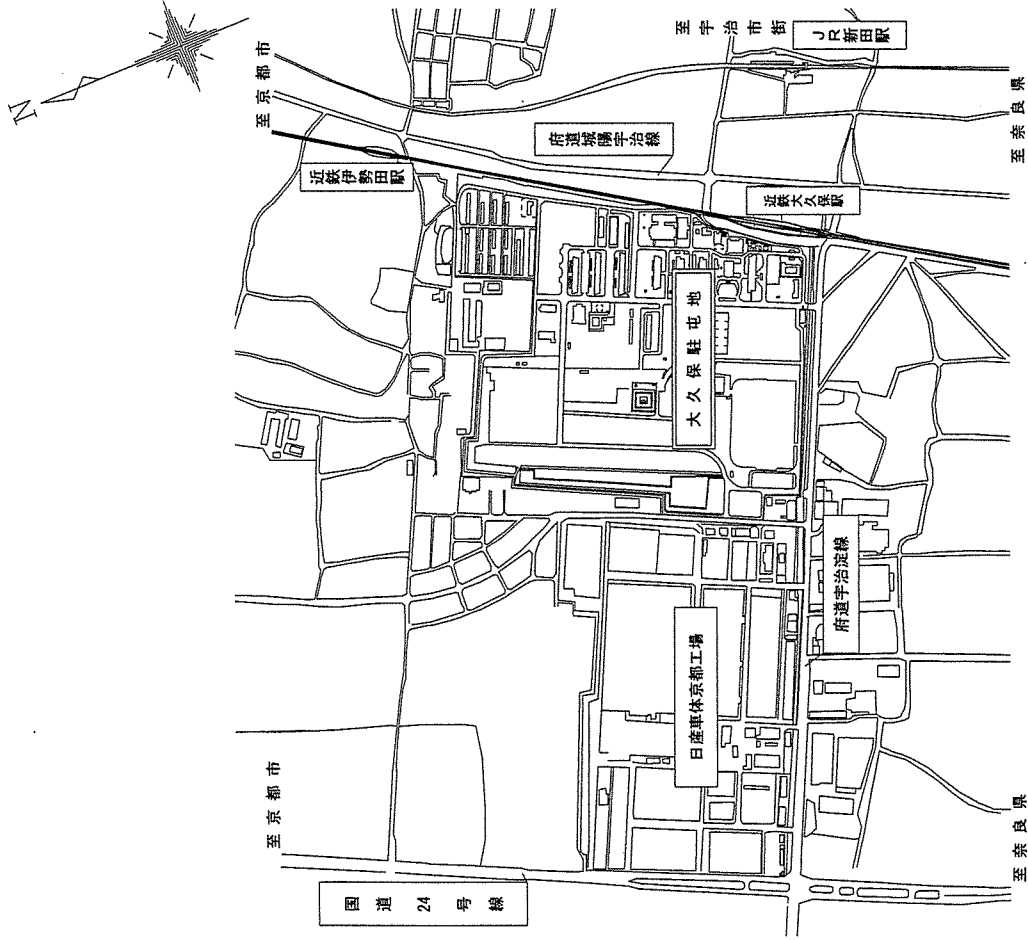 N
至京都市
至宇治市街
JR新田駅
府道城陽宇治線
近鉄伊勢田駅
近鉄大久保駅
至奈良県
大久保駐屯地
府道宇治淀線
日産車体京都工場
至京都市
国道24号線
至奈良県